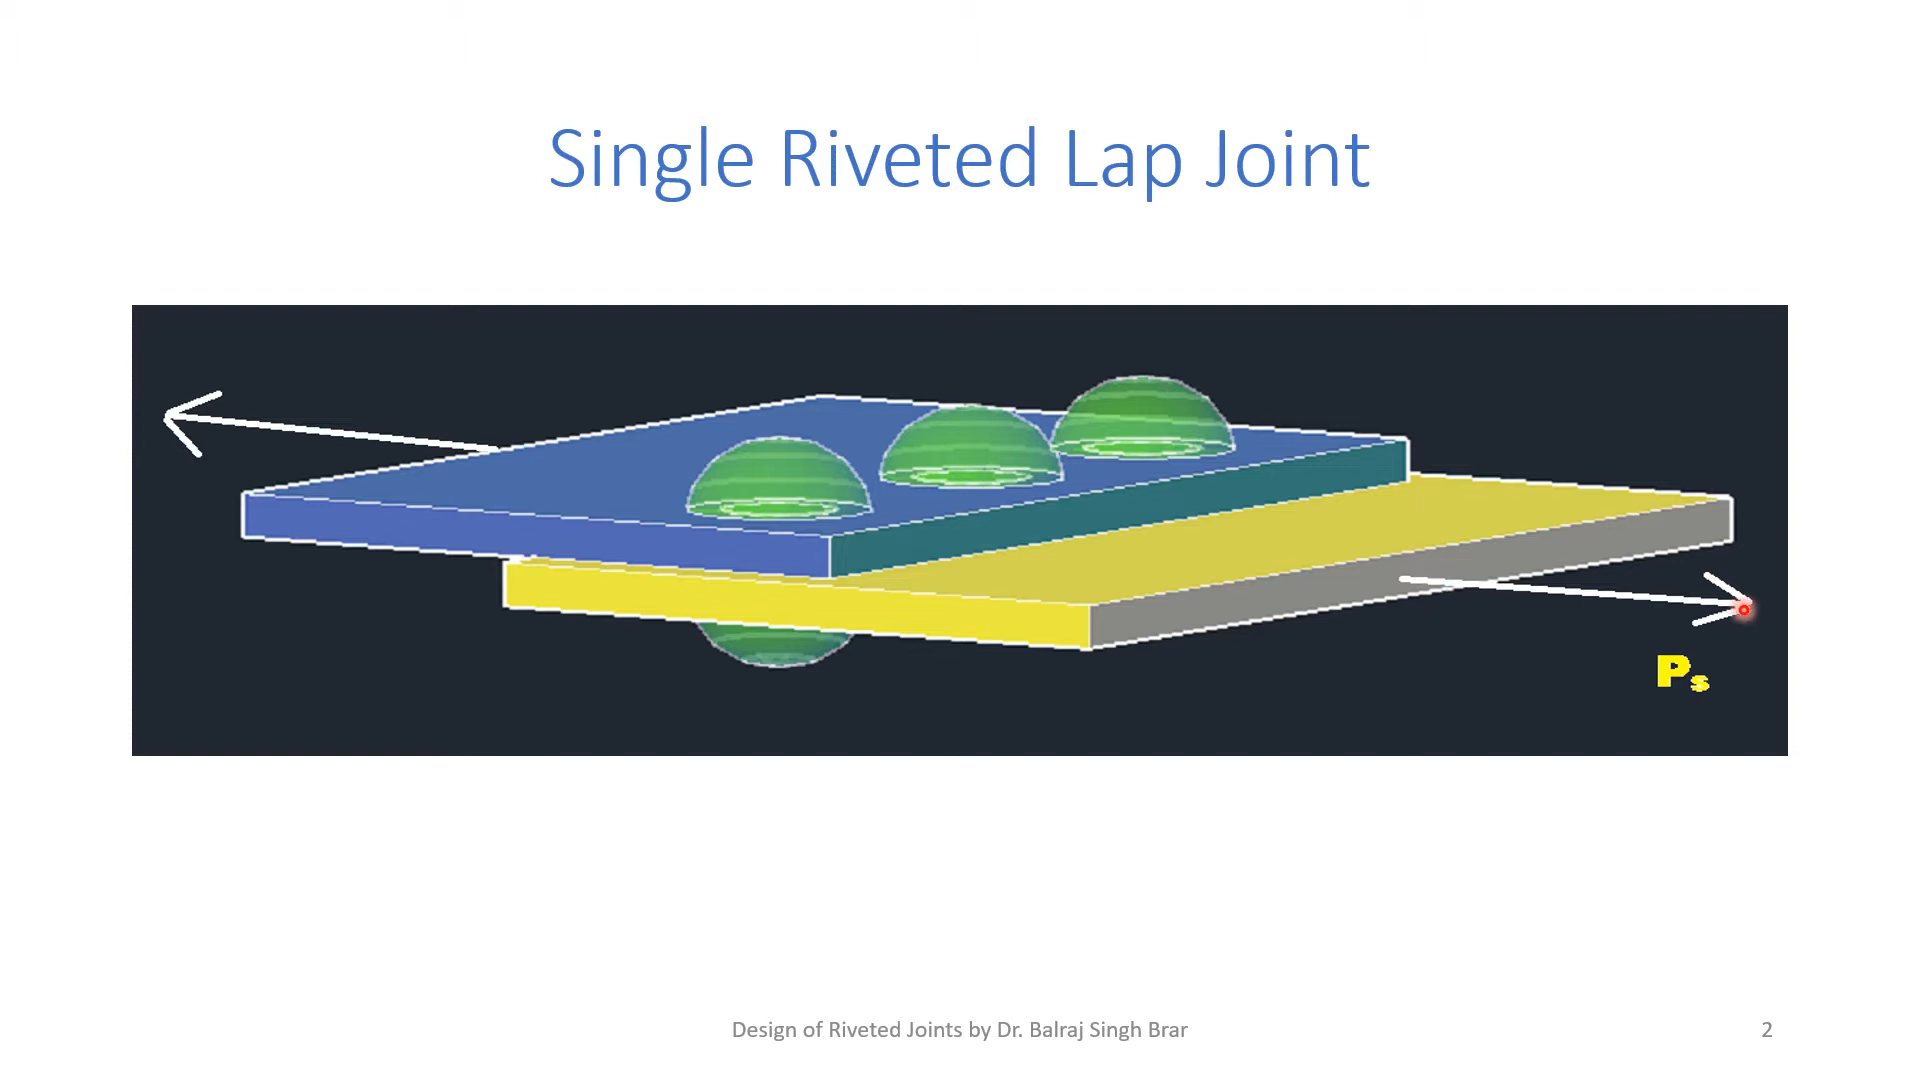 Single Riveted Lap Joint
Ps
Design of Riveted Joints by Dr. Balraj Singh Brar
2